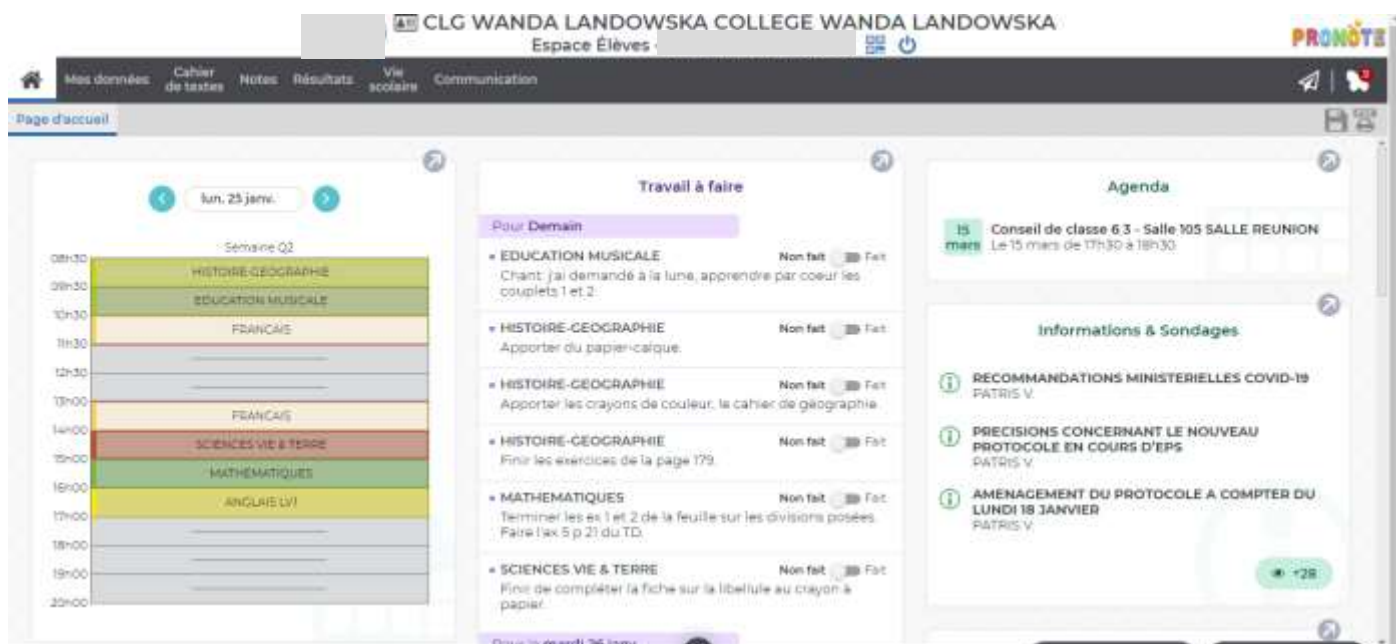 CLG WANDA LANDOWSKA COLLEGE WANDA LANDOWSKA
Espace Élèves -
PRONOTE
Mes données
Cahier
de textes
Notes
Résultats
Vie
scolaire
Communication
Page d'accueil
lun. 25 janv.
Semaine Q2
08h30
HISTOIRE-GEOGRAPHIE
09h30
EDUCATION MUSICALE
10h30
FRANCAIS
11h30
12h30
13h00
FRANCAIS
14h00
SCIENCES VIE & TERRE
15h00
MATHEMATIQUES
16h00
ANGLAIS LV1
17h00
18h00
19h00
20h00
Travail à faire
Pour Demain
EDUCATION MUSICALE Non fait Fait
Chant: j'ai demandé à la lune, apprendre par coeur les
couplets 1 et 2.
HISTOIRE-GEOGRAPHIE Non fait Fait
Apporter du papier-calque.
HISTOIRE-GEOGRAPHIE Non fait Fait
Apporter les crayons de couleur, le cahier de géographie
HISTOIRE-GEOGRAPHIE Non fait Fait
Finir les exercices de la page 179.
MATHEMATIQUES Non fait Fait
Terminer les ex 1 et 2 de la feuille sur les divisions posées.
Faire l'ex 5 p 21 du TD.
SCIENCES VIE & TERRE Non fait Fait
Finir de compléter la fiche sur la libellule au crayon à
papier.
Pour le mardi 26 janv.
Agenda
15
mars
Conseil de classe 6 3 - Salle 105 SALLE REUNION
Le 15 mars de 17h30 à 18h30
Informations & Sondages
RECOMMANDATIONS MINISTERIELLES COVID-19
PATRIS V.
PRECISIONS CONCERNANT LE NOUVEAU
PROTOCOLE EN COURS D'EPS
PATRIS V.
AMENAGEMENT DU PROTOCOLE A COMPTER DU
LUNDI 18 JANVIER
PATRIS V.
+28